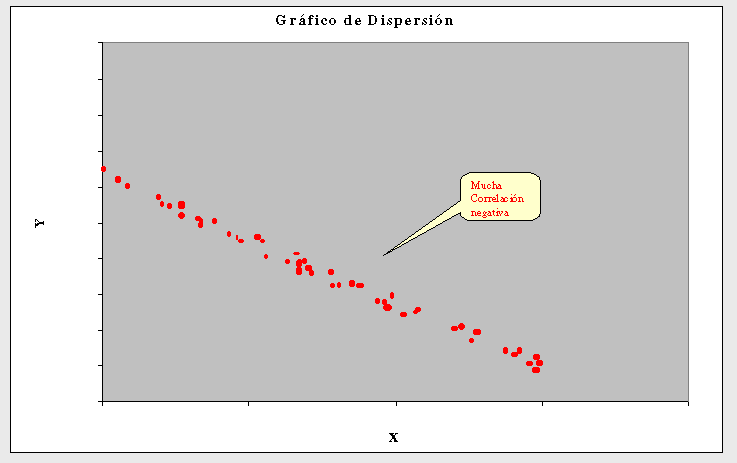 Gráfico de Dispersión
Mucha
Correlación
negativa
Y
X